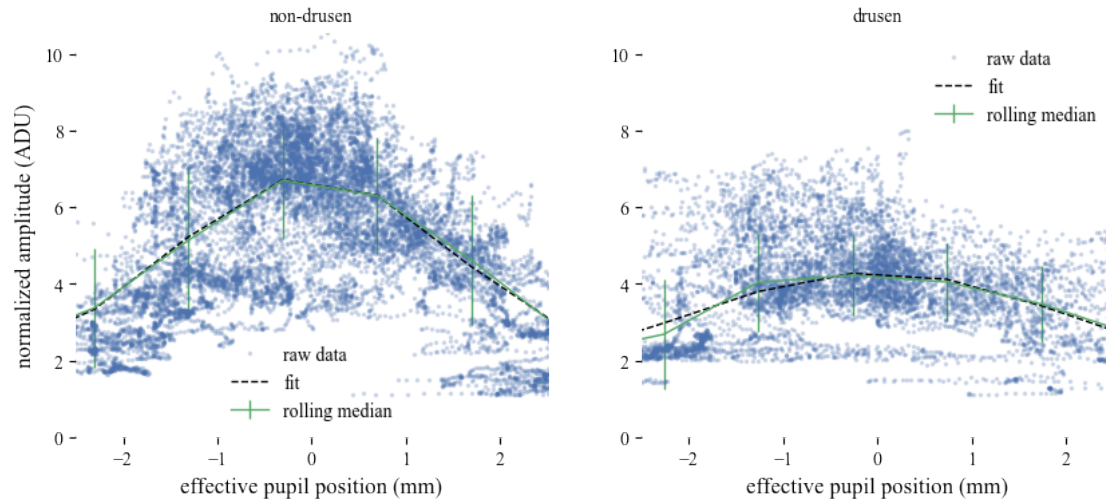 non-drusen
drusen
normalized amplitude (ADU)
10
8
6
4
2
0
raw data
fit
rolling median
−2
−1
0
1
2
effective pupil position (mm)
10
8
6
4
2
0
raw data
fit
rolling median
−2
−1
0
1
2
effective pupil position (mm)